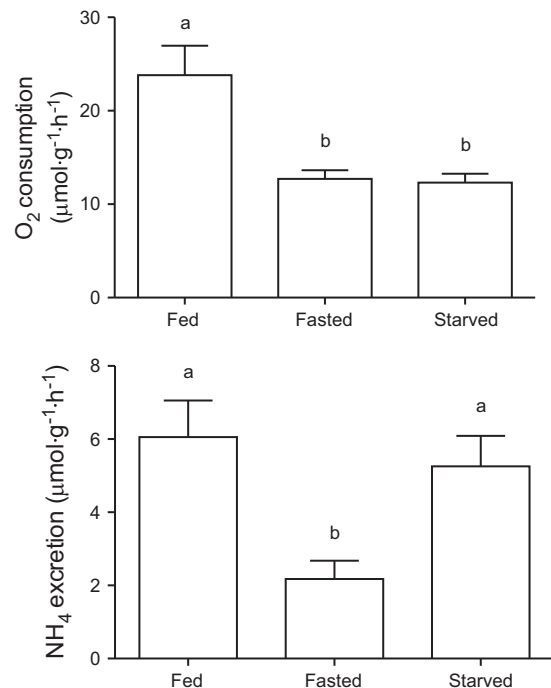 O₂ consumption
(μmol·g⁻¹·h⁻¹)
30
20
10
0
a
b
b
Fed
Fasted
Starved
NH₄ excretion (μmol·g⁻¹·h⁻¹)
8
6
4
2
0
a
b
a
Fed
Fasted
Starved